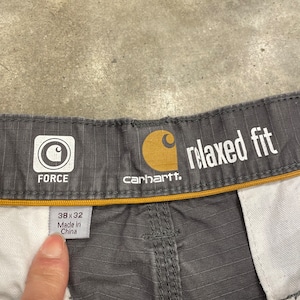 FORCE
carhartt.
relaxed fit
38 x 32
Made in
China